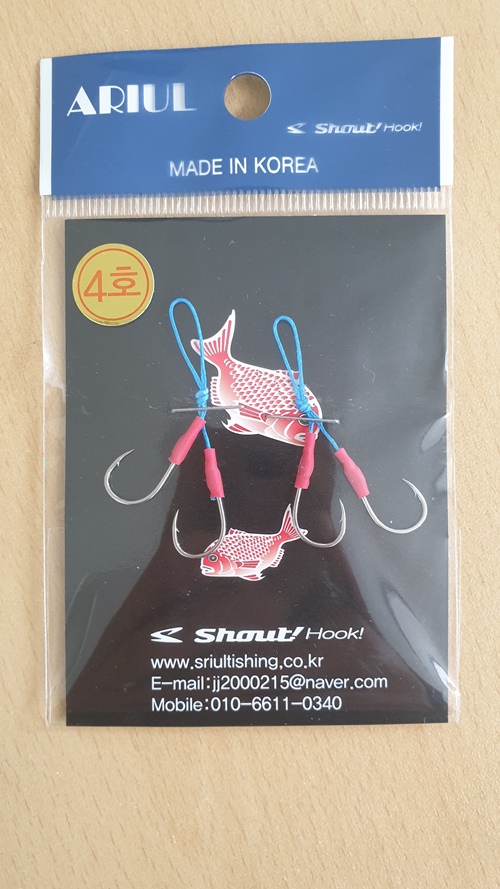 ARIUL
Shout! Hook!
MADE IN KOREA
4호
Shout! Hook!
www.sriultishing.co.kr
E-mail:jj2000215@naver.com
Mobile:010-6611-0340